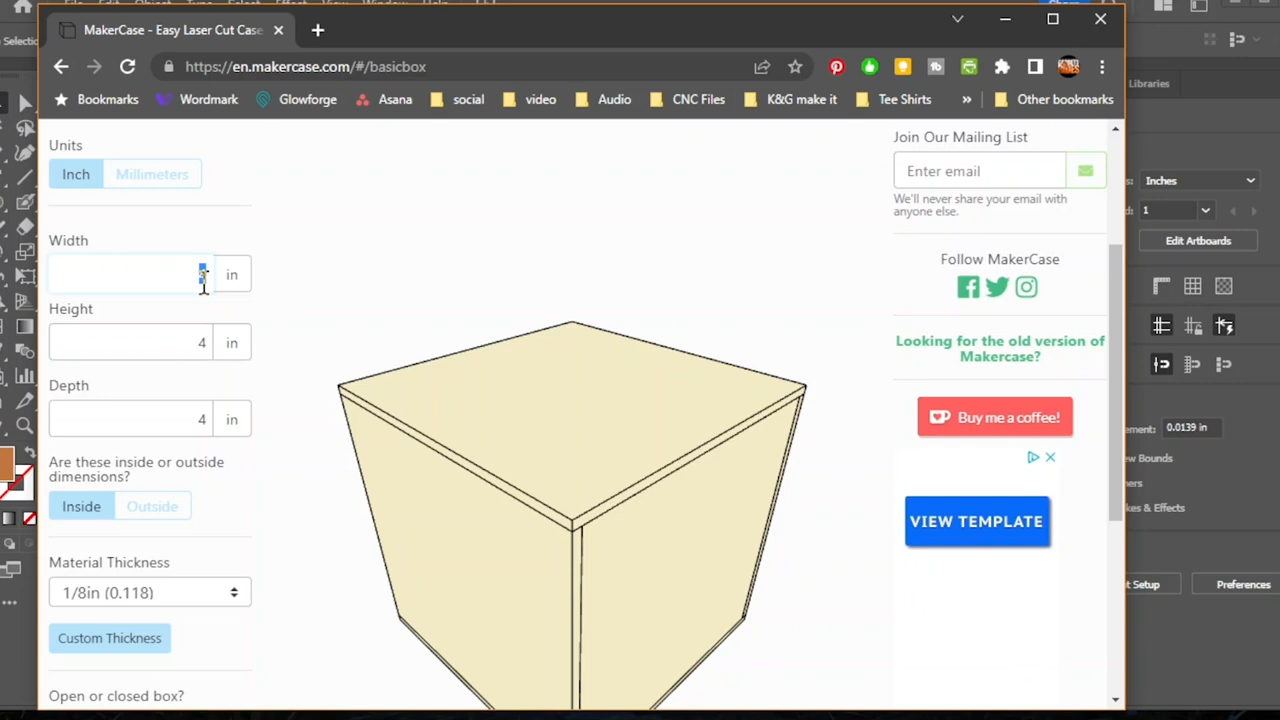 MakerCase - Easy Laser Cut Case
https://en.makercase.com/#/basicbox
Bookmarks Wordmark Glowforge Asana social video Audio CNC Files K&G make it Tee Shirts » Other bookmarks
Units
Inch Millimeters
Width
in
Height
4 in
Depth
4 in
Are these inside or outside
dimensions?
Inside Outside
Material Thickness
1/8in (0.118)
Custom Thickness
Open or closed box?
Join Our Mailing List
Enter email
We'll never share your email with
anyone else.
Follow MakerCase
Looking for the old version of
Makercase?
Buy me a coffee!
VIEW TEMPLATE
Libraries
Inches
1
Edit Artboards
0.0139 in
Bounds
& Effects
Preferences